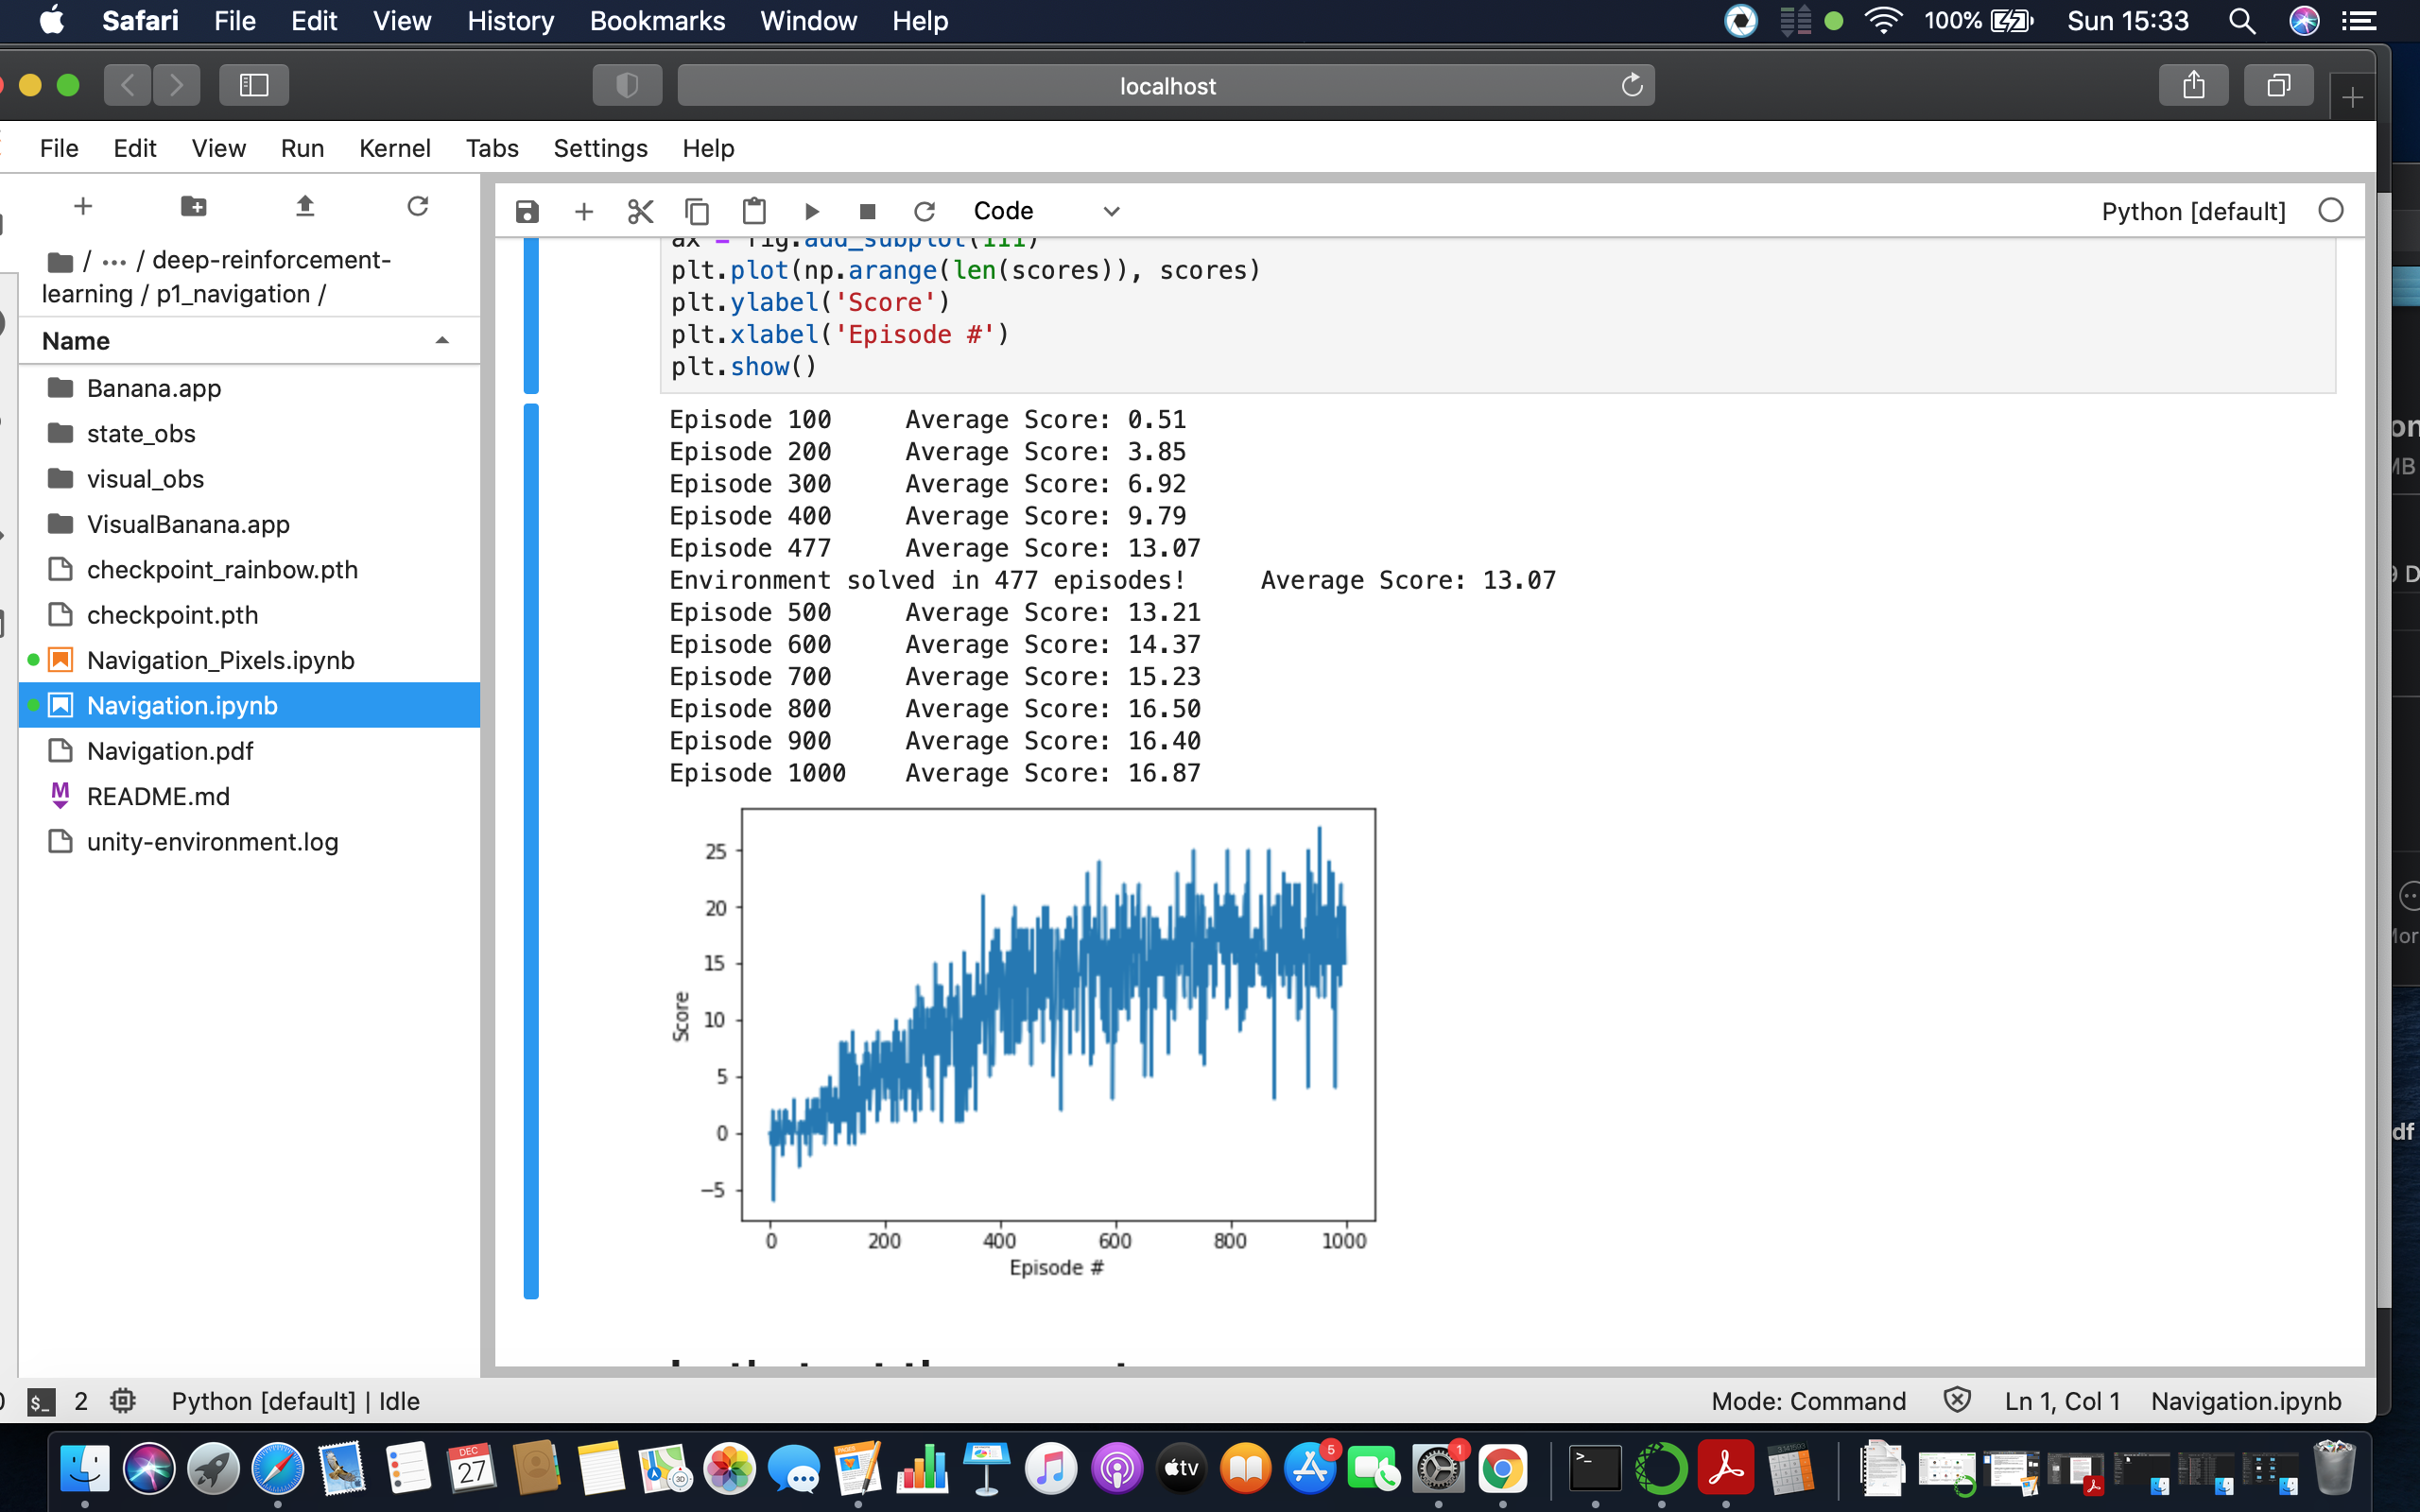 Safari File Edit View History Bookmarks Window Help 100% Sun 15:33
localhost
File Edit View Run Kernel Tabs Settings Help
Code Python [default]
/ ··· / deep-reinforcement-
learning / p1_navigation /
Name
Banana.app
state_obs
visual_obs
VisualBanana.app
checkpoint_rainbow.pth
checkpoint.pth
Navigation_Pixels.ipynb
Navigation.ipynb
Navigation.pdf
README.md
unity-environment.log
ax = fig.add_subplot(111)
plt.plot(np.arange(len(scores)), scores)
plt.ylabel('Score')
plt.xlabel('Episode #')
plt.show()
Episode 100 Average Score: 0.51
Episode 200 Average Score: 3.85
Episode 300 Average Score: 6.92
Episode 400 Average Score: 9.79
Episode 477 Average Score: 13.07
Environment solved in 477 episodes! Average Score: 13.07
Episode 500 Average Score: 13.21
Episode 600 Average Score: 14.37
Episode 700 Average Score: 15.23
Episode 800 Average Score: 16.50
Episode 900 Average Score: 16.40
Episode 1000 Average Score: 16.87
25
20
15
10
5
0
−5
Score
0 200 400 600 800 1000
Episode #
2 Python [default] | Idle Mode: Command Ln 1, Col 1 Navigation.ipynb
DEC
27
PAGES
3D
tv
5
1